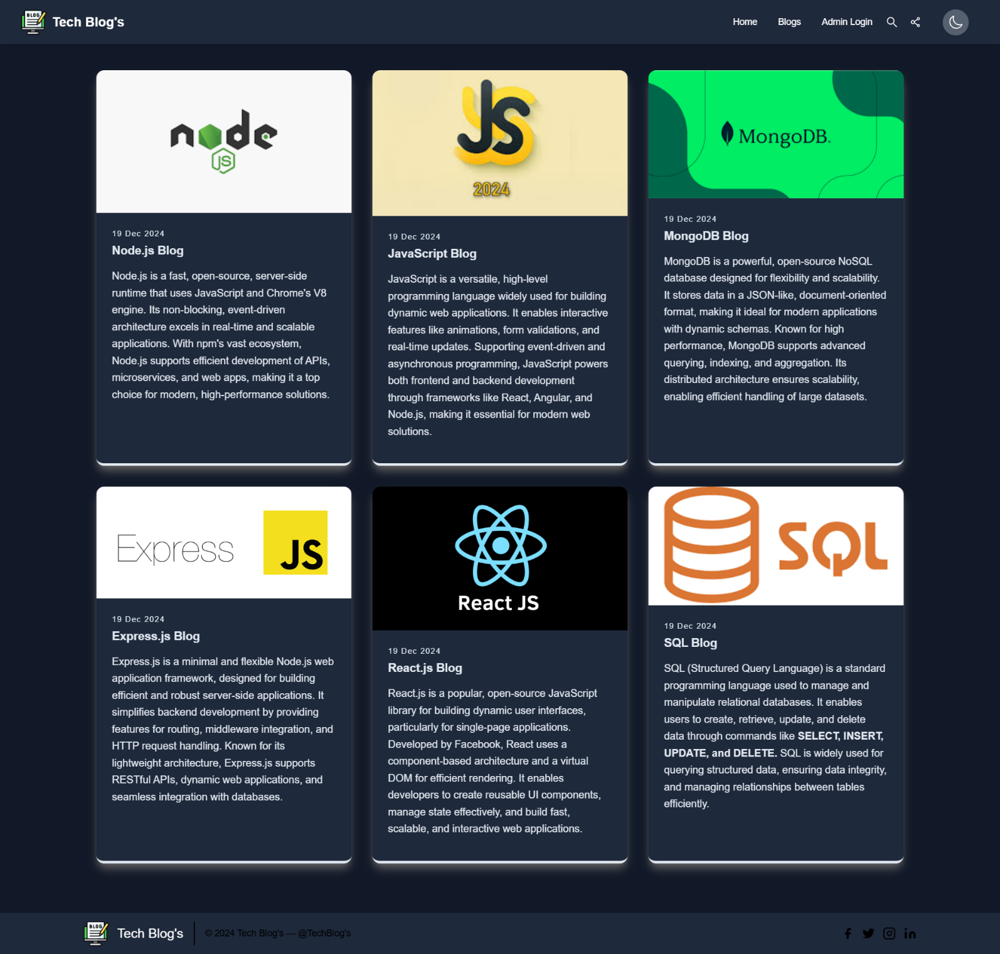 BLOG
Tech Blog's
Home
Blogs
Admin Login
node
JS
19 Dec 2024
Node.js Blog
Node.js is a fast, open-source, server-side
runtime that uses JavaScript and Chrome's V8
engine. Its non-blocking, event-driven
architecture excels in real-time and scalable
applications. With npm's vast ecosystem,
Node.js supports efficient development of APIs,
microservices, and web apps, making it a top
choice for modern, high-performance solutions.
JS
2024
19 Dec 2024
JavaScript Blog
JavaScript is a versatile, high-level
programming language widely used for building
dynamic web applications. It enables interactive
features like animations, form validations, and
real-time updates. Supporting event-driven and
asynchronous programming, JavaScript powers
both frontend and backend development
through frameworks like React, Angular, and
Node.js, making it essential for modern web
solutions.
MongoDB.
19 Dec 2024
MongoDB Blog
MongoDB is a powerful, open-source NoSQL
database designed for flexibility and scalability.
It stores data in a JSON-like, document-oriented
format, making it ideal for modern applications
with dynamic schemas. Known for high
performance, MongoDB supports advanced
querying, indexing, and aggregation. Its
distributed architecture ensures scalability,
enabling efficient handling of large datasets.
Express
JS
19 Dec 2024
Express.js Blog
Express.js is a minimal and flexible Node.js web
application framework, designed for building
efficient and robust server-side applications. It
simplifies backend development by providing
features for routing, middleware integration, and
HTTP request handling. Known for its
lightweight architecture, Express.js supports
RESTful APIs, dynamic web applications, and
seamless integration with databases.
React JS
19 Dec 2024
React.js Blog
React.js is a popular, open-source JavaScript
library for building dynamic user interfaces,
particularly for single-page applications.
Developed by Facebook, React uses a
component-based architecture and a virtual
DOM for efficient rendering. It enables
developers to create reusable UI components,
manage state effectively, and build fast,
scalable, and interactive web applications.
SQL
19 Dec 2024
SQL Blog
SQL (Structured Query Language) is a standard
programming language used to manage and
manipulate relational databases. It enables
users to create, retrieve, update, and delete
data through commands like SELECT, INSERT,
UPDATE, and DELETE. SQL is widely used for
querying structured data, ensuring data integrity,
and managing relationships between tables
efficiently.
BLOG
Tech Blog's
© 2024 Tech Blog's — @TechBlog's